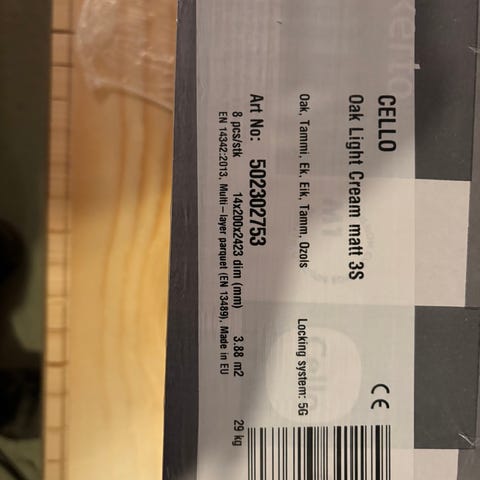 CELLO
Oak Light Cream matt 3S
CE
Oak, Tammi, Ek, Eik, Tamm, Ozols
Locking system: 5G
Art No: 502302753
8 pcs/stk 14x200x2423 dim (mm) 3.88 m2 29 kg
EN 14342:2013. Multi-layer parquet (EN 13489). Made in EU
Cello
M1